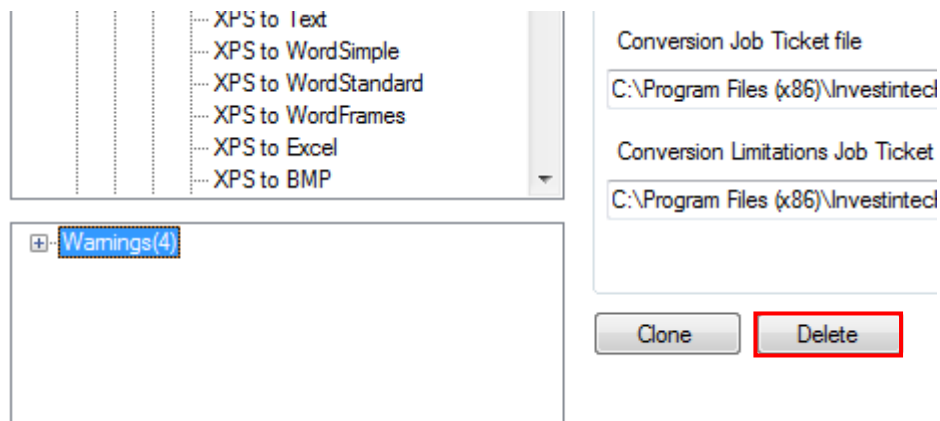 XPS to Text
XPS to WordSimple
XPS to WordStandard
XPS to WordFrames
XPS to Excel
XPS to BMP
Warnings(4)
Conversion Job Ticket file
C:\Program Files (x86)\Investintech
Conversion Limitations Job Ticket
C:\Program Files (x86)\Investintech
Clone
Delete